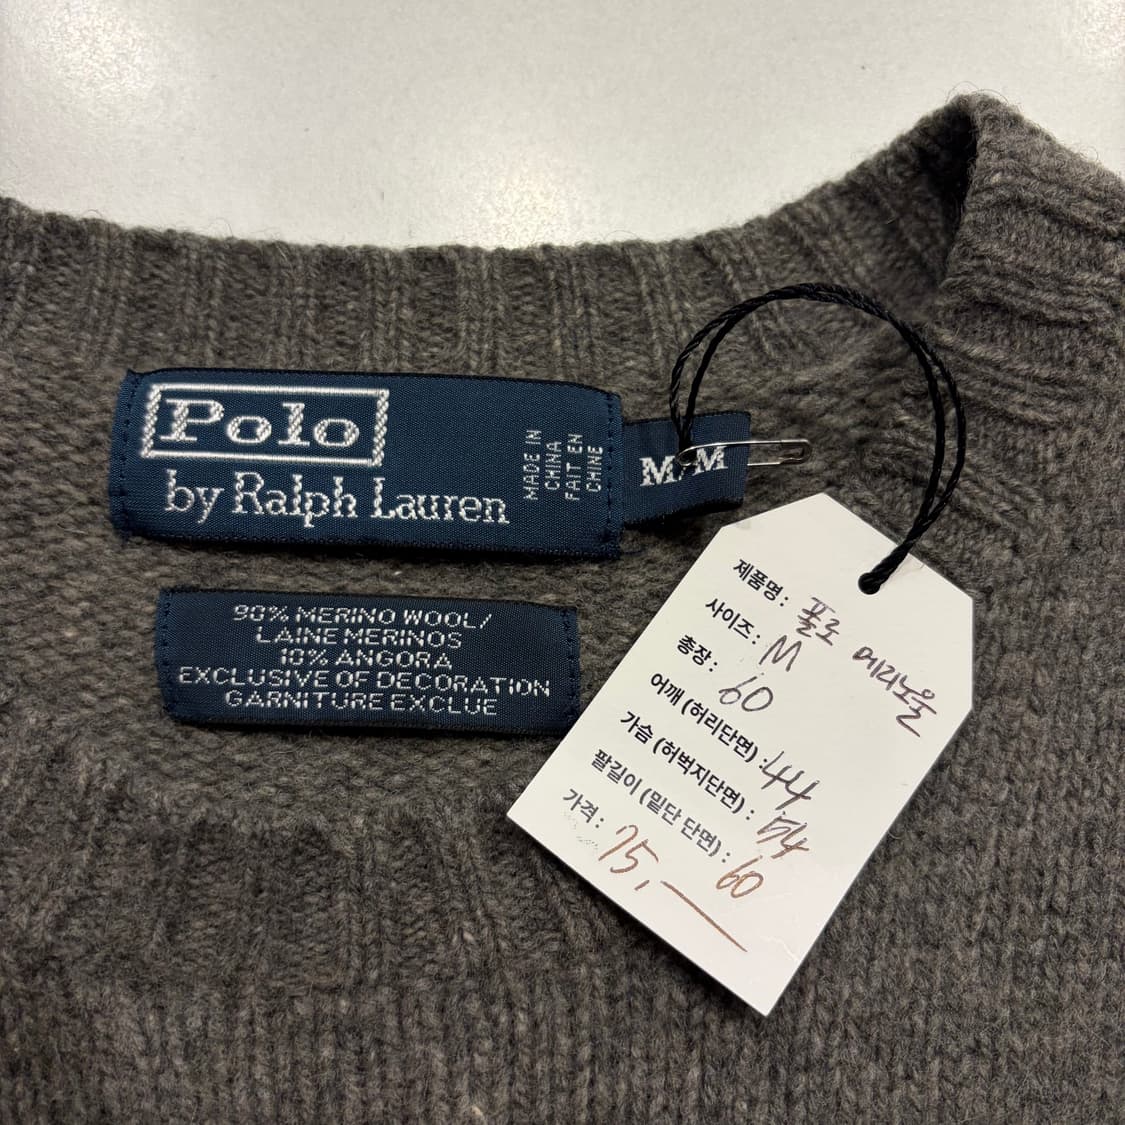 Polo
by Ralph Lauren
MADE IN
CHINA
FAIT EN
CHINE
M/M
90% MERINO WOOL/
LAINE MERINOS
10% ANGORA
EXCLUSIVE OF DECORATION
GARNITURE EXCLUE
제품명: 폴로 메리노울
사이즈: M
총장: 60
어깨 (허리단면) : 44
가슴 (허벅지단면) : 54
팔길이 (밑단 단면) : 60
가격: 75,—